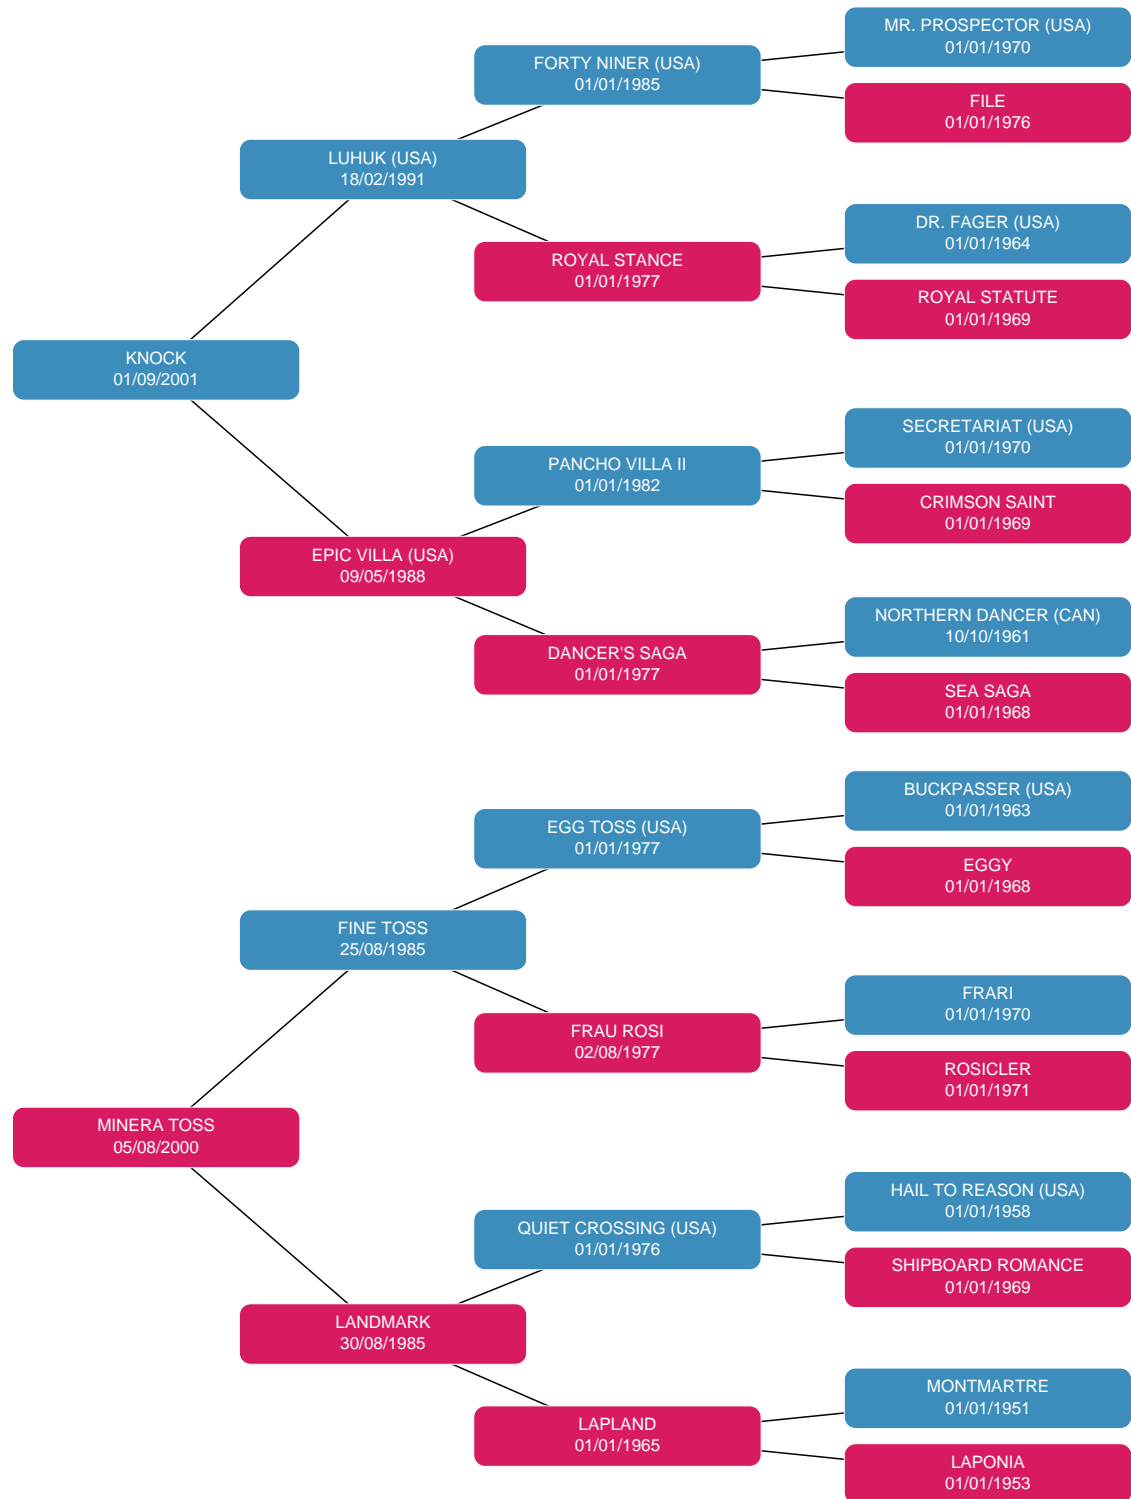 MR. PROSPECTOR (USA)
01/01/1970
FORTY NINER (USA)
01/01/1985
FILE
01/01/1976
LUHUK (USA)
18/02/1991
DR. FAGER (USA)
01/01/1964
ROYAL STANCE
01/01/1977
ROYAL STATUTE
01/01/1969
KNOCK
01/09/2001
SECRETARIAT (USA)
01/01/1970
PANCHO VILLA II
01/01/1982
CRIMSON SAINT
01/01/1969
EPIC VILLA (USA)
09/05/1988
NORTHERN DANCER (CAN)
10/10/1961
DANCER'S SAGA
01/01/1977
SEA SAGA
01/01/1968
BUCKPASSER (USA)
01/01/1963
EGG TOSS (USA)
01/01/1977
EGGY
01/01/1968
FINE TOSS
25/08/1985
FRARI
01/01/1970
FRAU ROSI
02/08/1977
ROSICLER
01/01/1971
MINERA TOSS
05/08/2000
HAIL TO REASON (USA)
01/01/1958
QUIET CROSSING (USA)
01/01/1976
SHIPBOARD ROMANCE
01/01/1969
LANDMARK
30/08/1985
MONTMARTRE
01/01/1951
LAPLAND
01/01/1965
LAPONIA
01/01/1953